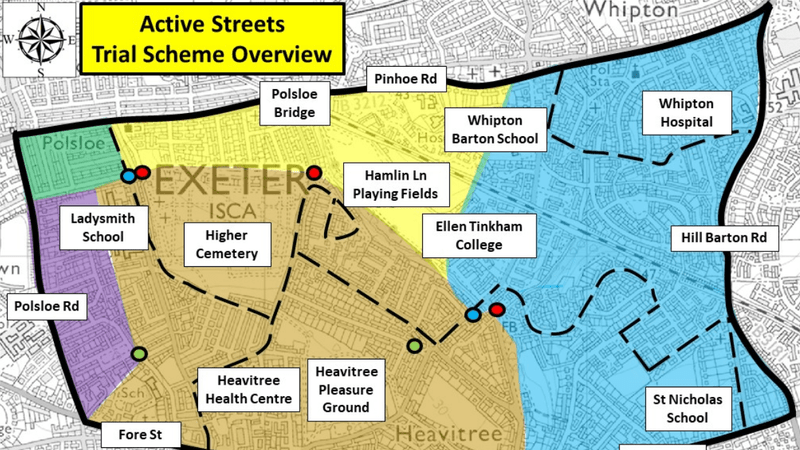 N
W E
S
Active Streets
Trial Scheme Overview
Whipton
Pinhoe Rd
Polsloe
Bridge
3212
Sta
Whipton
Barton School
Whipton
Hospital
52
Polsloe
EXETER
ISCA
Hamlin Ln
Playing Fields
Ladysmith
School
Higher
Cemetery
Ellen Tinkham
College
Hill Barton Rd
Polsloe Rd
FB
Heavitree
Health Centre
Heavitree
Pleasure
Ground
Sch
St Nicholas
School
Fore St
Heavitree